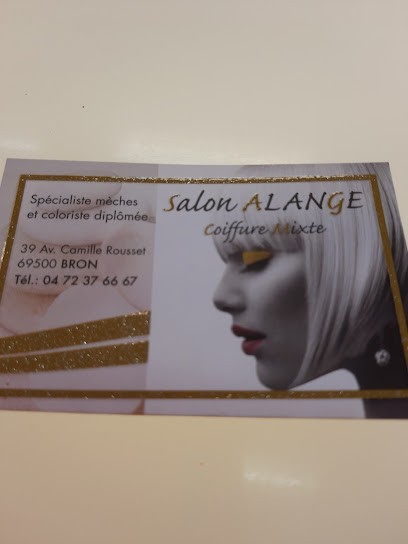 Spécialiste mèches
et coloriste diplômée
39 Av. Camille Rousset
69500 BRON
Tél.: 04 72 37 66 67
Salon ALANGE
Coiffure Mixte